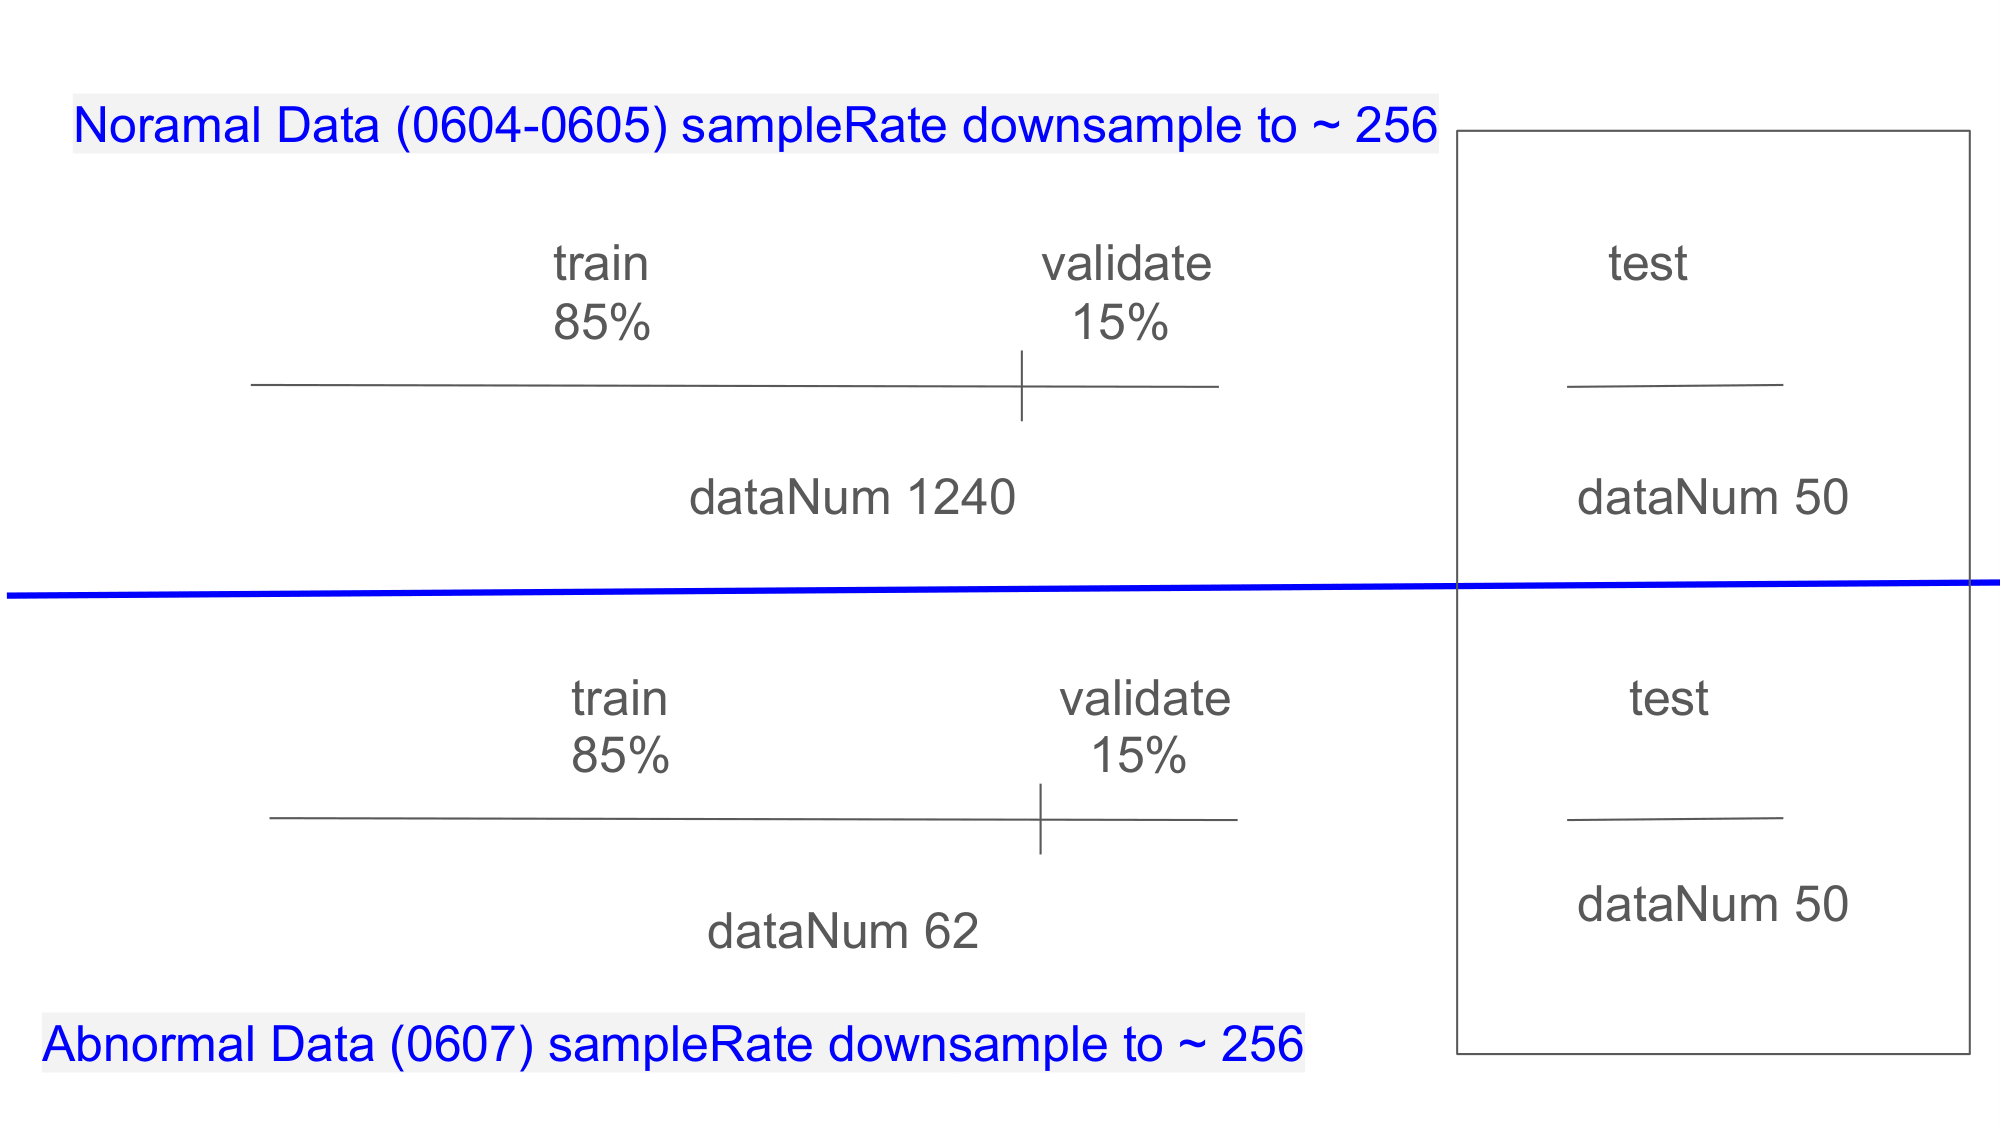 Noramal Data (0604-0605) sampleRate downsample to ~ 256
train
85%
validate
15%
test
dataNum 1240
dataNum 50
train
85%
validate
15%
test
dataNum 62
dataNum 50
Abnormal Data (0607) sampleRate downsample to ~ 256